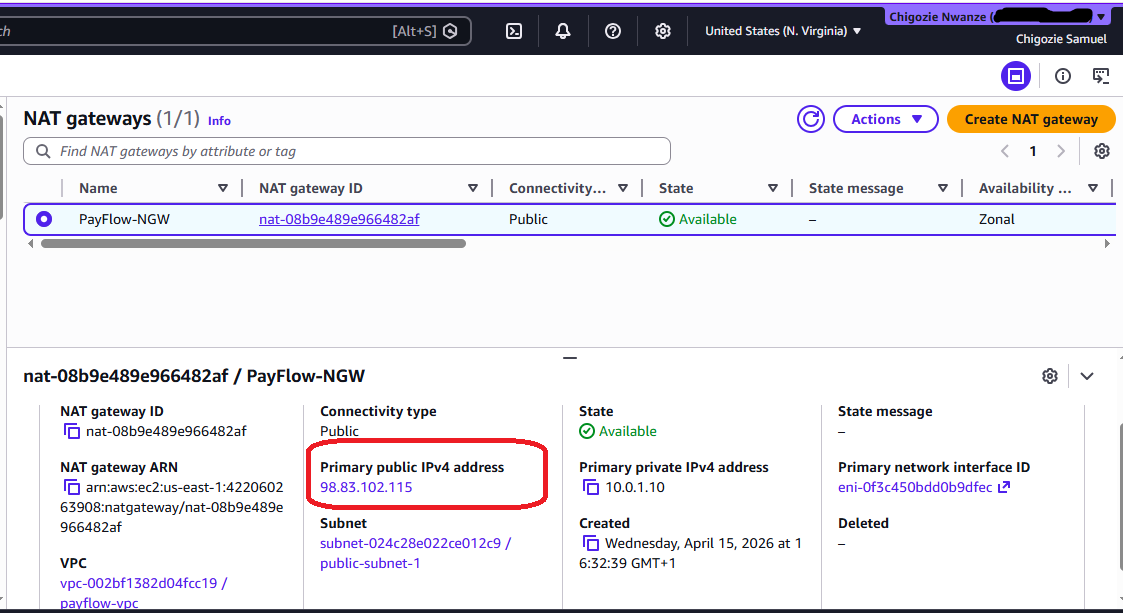 ch
[Alt+S]
United States (N. Virginia)
Chigozie Nwanze (
Chigozie Samuel
NAT gateways (1/1) Info
Actions
Create NAT gateway
Find NAT gateways by attribute or tag
1
Name
NAT gateway ID
Connectivity...
State
State message
Availability ...
PayFlow-NGW
nat-08b9e489e966482af
Public
Available
–
Zonal
nat-08b9e489e966482af / PayFlow-NGW
NAT gateway ID
nat-08b9e489e966482af
NAT gateway ARN
arn:aws:ec2:us-east-1:4220602
63908:natgateway/nat-08b9e489e
966482af
VPC
vpc-002bf1382d04fcc19 /
payflow-vpc
Connectivity type
Public
Primary public IPv4 address
98.83.102.115
Subnet
subnet-024c28e022ce012c9 /
public-subnet-1
State
Available
Primary private IPv4 address
10.0.1.10
Created
Wednesday, April 15, 2026 at 1
6:32:39 GMT+1
State message
–
Primary network interface ID
eni-0f3c450bdd0b9dfec
Deleted
–